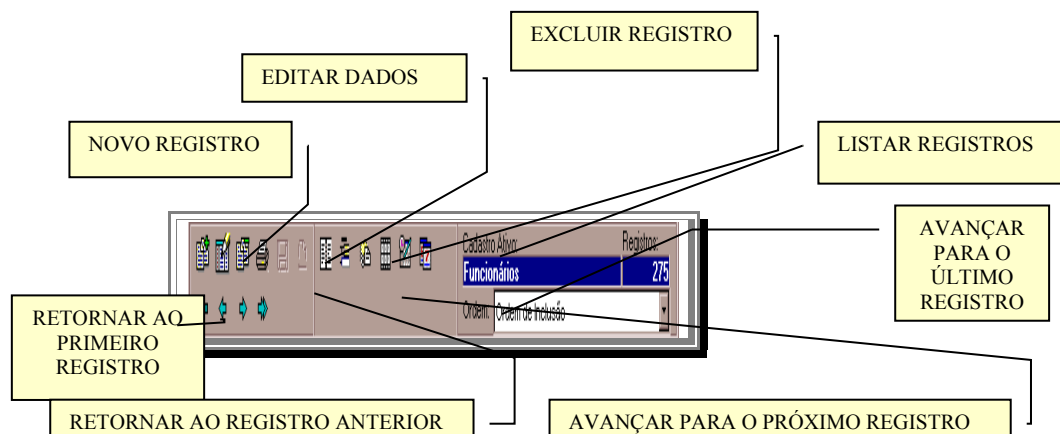 EXCLUIR REGISTRO
EDITAR DADOS
NOVO REGISTRO
LISTAR REGISTROS
AVANÇAR
PARA O
ÚLTIMO
REGISTRO
Cadastro Ativo:
Registros:
Funcionários
275
Ordem:
Ordem de Inclusão
RETORNAR AO
PRIMEIRO
REGISTRO
RETORNAR AO REGISTRO ANTERIOR
AVANÇAR PARA O PRÓXIMO REGISTRO